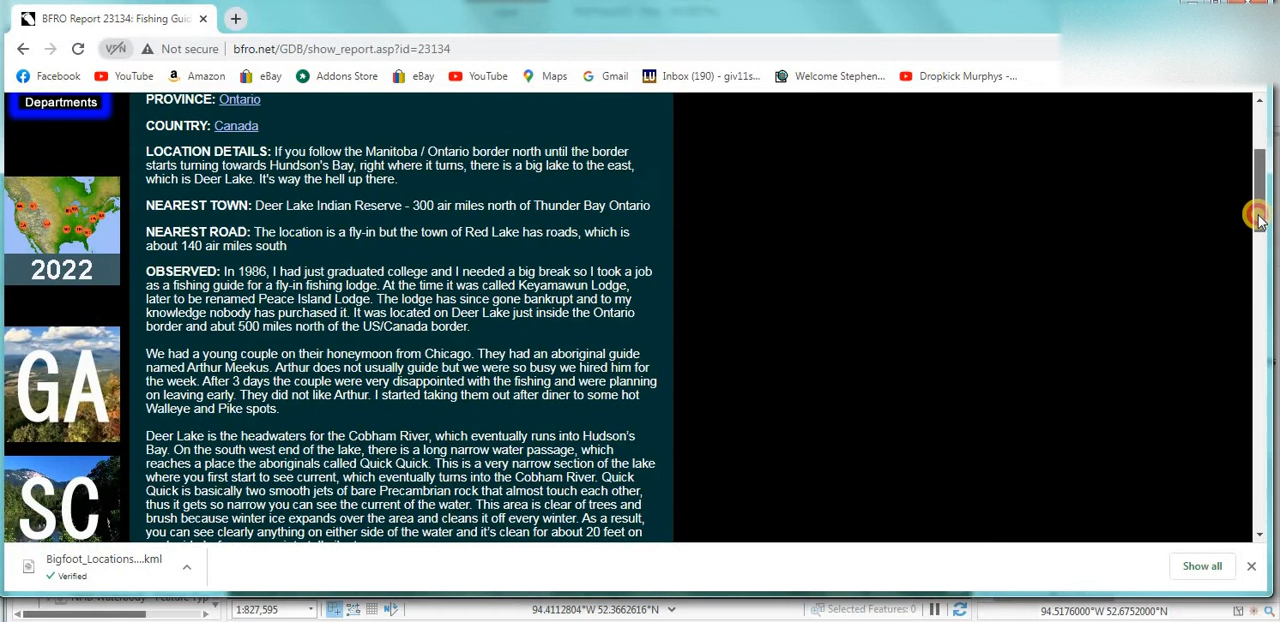 BFRO Report 23134: Fishing Guid
Not secure
bfro.net/GDB/show_report.asp?id=23134
Facebook
YouTube
Amazon
eBay
Addons Store
eBay
YouTube
Maps
Gmail
Inbox (190) - giv11s...
Welcome Stephen...
Dropkick Murphys -...
Departments
PROVINCE: Ontario
COUNTRY: Canada
LOCATION DETAILS: If you follow the Manitoba / Ontario border north until the border
starts turning towards Hundson's Bay, right where it turns, there is a big lake to the east,
which is Deer Lake. It's way the hell up there.
NEAREST TOWN: Deer Lake Indian Reserve - 300 air miles north of Thunder Bay Ontario
NEAREST ROAD: The location is a fly-in but the town of Red Lake has roads, which is
about 140 air miles south
OBSERVED: In 1986, I had just graduated college and I needed a big break so I took a job
as a fishing guide for a fly-in fishing lodge. At the time it was called Keyamawun Lodge,
later to be renamed Peace Island Lodge. The lodge has since gone bankrupt and to my
knowledge nobody has purchased it. It was located on Deer Lake just inside the Ontario
border and abut 500 miles north of the US/Canada border.
We had a young couple on their honeymoon from Chicago. They had an aboriginal guide
named Arthur Meekus. Arthur does not usually guide but we were so busy we hired him for
the week. After 3 days the couple were very disappointed with the fishing and were planning
on leaving early. They did not like Arthur. I started taking them out after diner to some hot
Walleye and Pike spots.
Deer Lake is the headwaters for the Cobham River, which eventually runs into Hudson's
Bay. On the south west end of the lake, there is a long narrow water passage, which
reaches a place the aboriginals called Quick Quick. This is a very narrow section of the lake
where you first start to see current, which eventually turns into the Cobham River. Quick
Quick is basically two smooth jets of bare Precambrian rock that almost touch each other,
thus it gets so narrow you can see the current of the water. This area is clear of trees and
brush because winter ice expands over the area and cleans it off every winter. As a result,
you can see clearly anything on either side of the water and it's clean for about 20 feet on
2022
GA
SC
Bigfoot_Locations....kml
Verified
Show all
1:827,595
94.4112804°W 52.3662616°N
Selected Features: 0
94.5176000°W 52.6752000°N